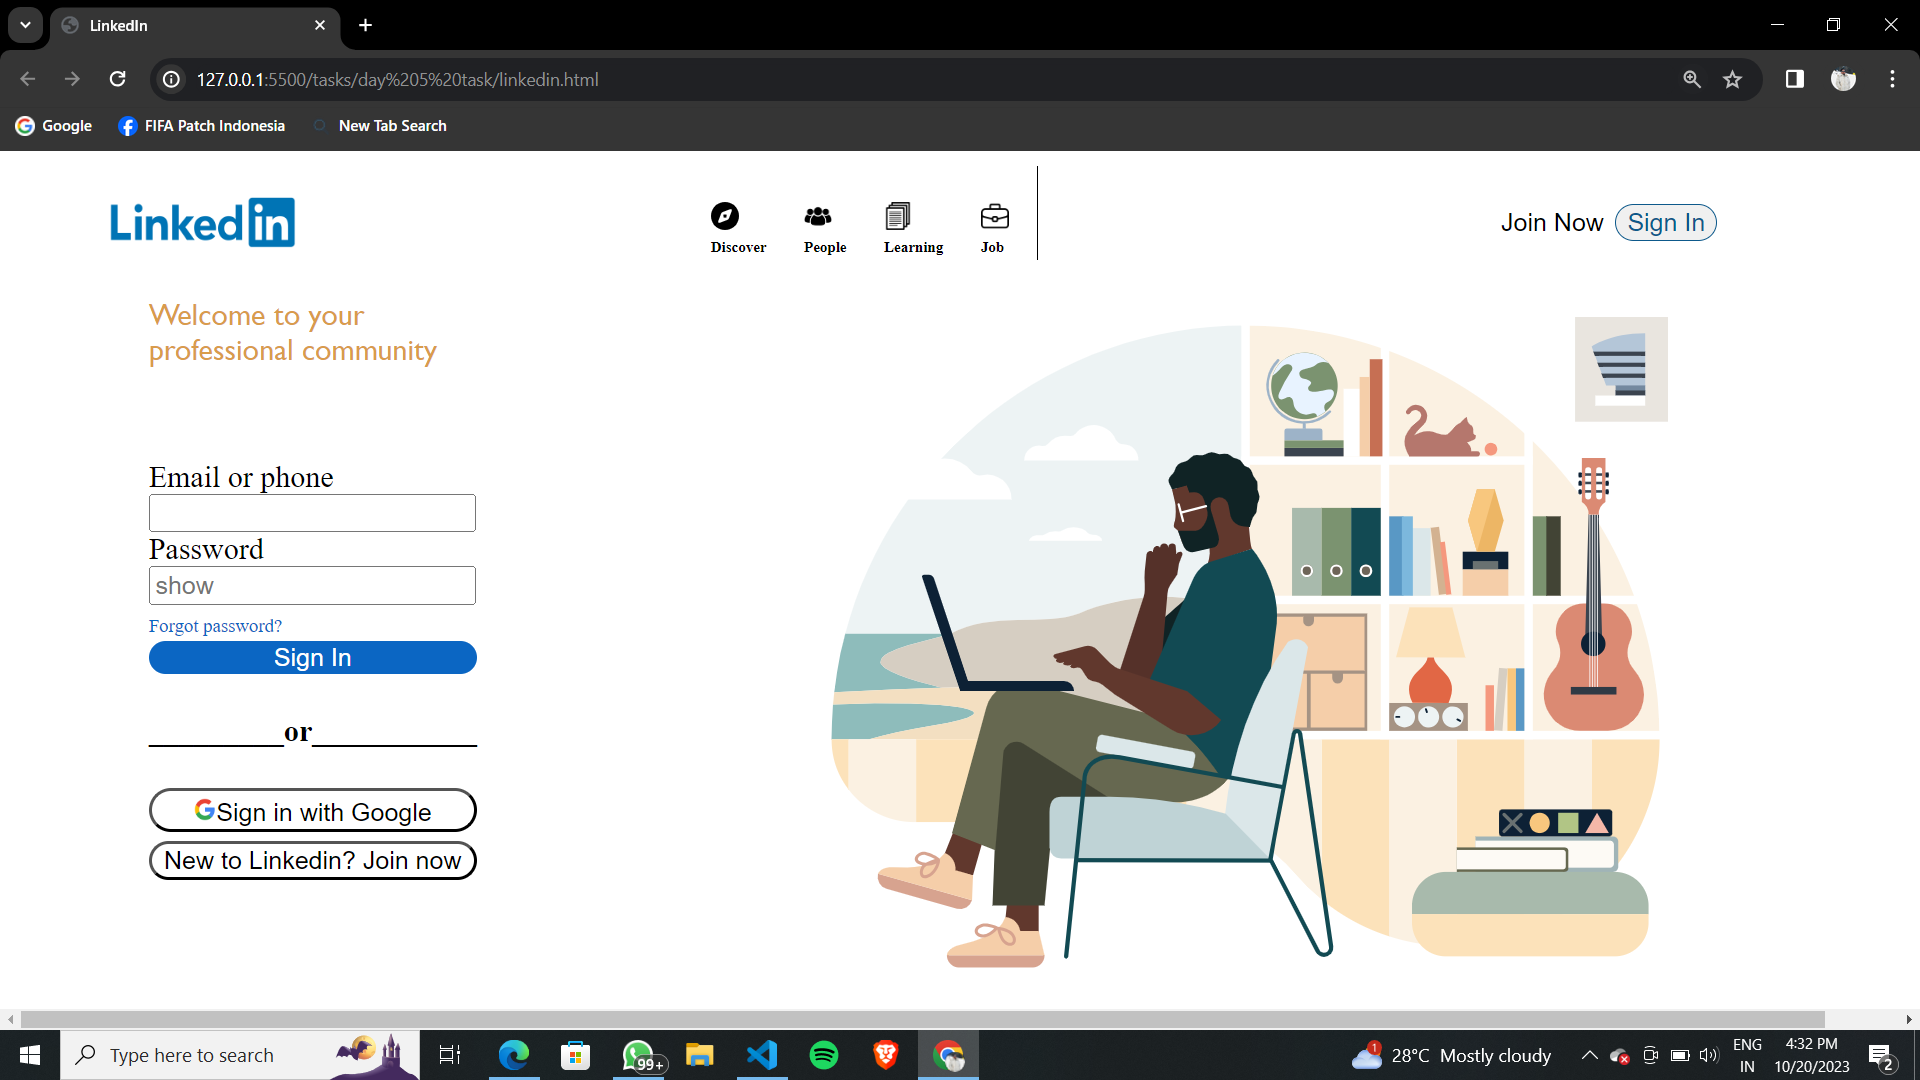 LinkedIn
127.0.0.1:5500/tasks/day%205%20task/linkedin.html
Google FIFA Patch Indonesia New Tab Search
Linkedin
Discover People Learning Job
Join Now Sign In
Welcome to your
professional community
Email or phone
Password
show
Forgot password?
Sign In
or
Sign in with Google
New to Linkedin? Join now
Type here to search
99+
1
28°C Mostly cloudy
ENG
IN
4:32 PM
10/20/2023
2